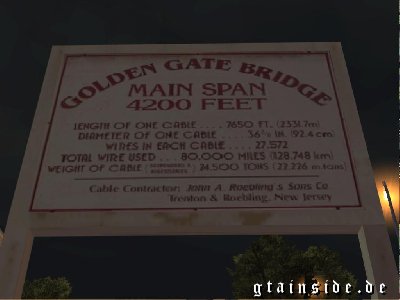 GOLDEN GATE BRIDGE
MAIN SPAN
4200 FEET
LENGTH OF ONE CABLE .... 7650 FT. (2331.7m)
DIAMETER OF ONE CABLE .... 36 3/8 IN. (92.4 cm)
WIRES IN EACH CABLE .... 27,572
TOTAL WIRE USED .. 80,000 MILES (128,748 km)
WEIGHT OF CABLE 24,500 TONS (22,226 m.tons)
Cable Contractor: John A. Roebling's Sons Co
Trenton & Roebling, New Jersey
gtainside.de